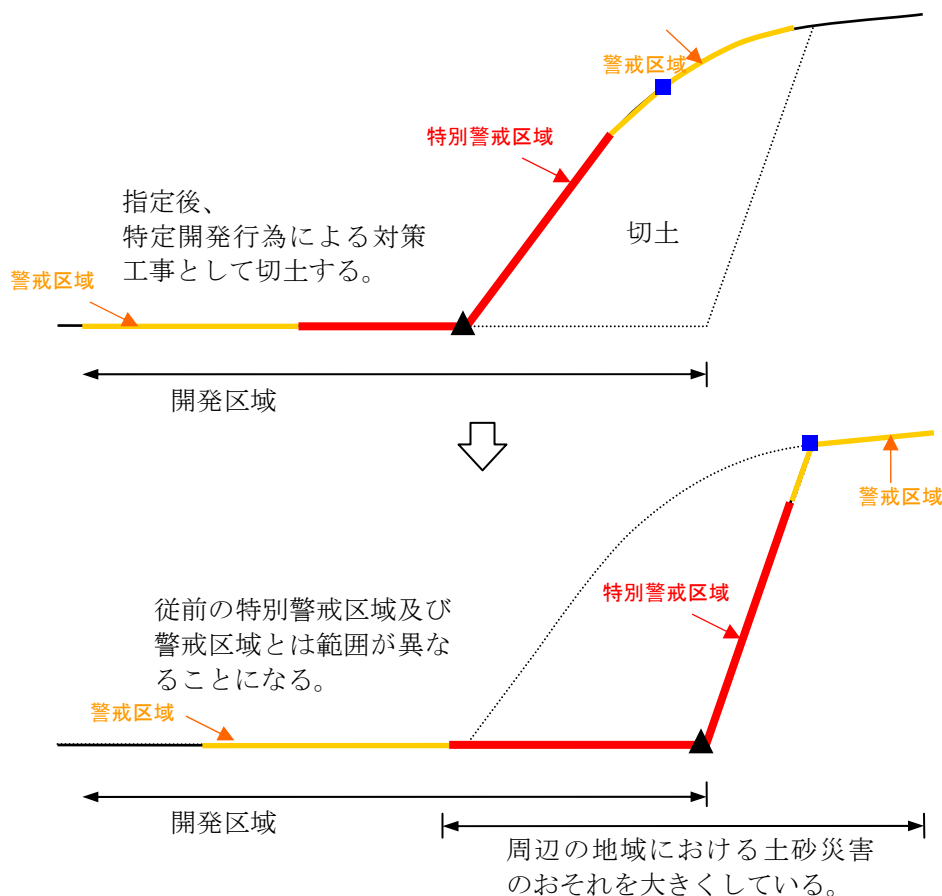 警戒区域
特別警戒区域
指定後、
特定開発行為による対策
工事として切土する。
切土
警戒区域
開発区域
警戒区域
特別警戒区域
従前の特別警戒区域及び
警戒区域とは範囲が異な
ることになる。
警戒区域
開発区域
周辺の地域における土砂災害
のおそれを大きくしている。